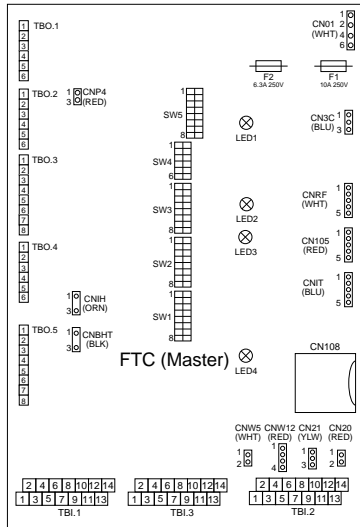 TBO.1
1
2
3
4
5
6
CN01
(WHT)
1
2
4
6
F2
6.3A 250V
F1
10A 250V
TBO.2
1
2
3
4
5
6
CNP4
(RED)
1
3
SW5
1
8
LED1
CN3C
(BLU)
1
3
TBO.3
1
2
3
4
5
6
7
8
SW4
1
6
SW3
1
8
LED2
CNRF
(WHT)
1
5
TBO.4
1
2
3
4
5
6
SW2
1
8
LED3
CN105
(RED)
1
5
CNIT
(BLU)
1
5
CNIH
(ORN)
1
3
SW1
1
8
TBO.5
1
2
3
4
5
6
7
8
CNBHT
(BLK)
1
3
FTC (Master)
LED4
CN108
CNW5
(WHT)
1
2
CNW12
(RED)
1
4
CN21
(YLW)
1
3
CN20
(RED)
1
2
2 4 6 8 10 12 14
1 3 5 7 9 11 13
TBI.1
2 4 6 8 10 12 14
1 3 5 7 9 11 13
TBI.3
2 4 6 8 10 12 14
1 3 5 7 9 11 13
TBI.2